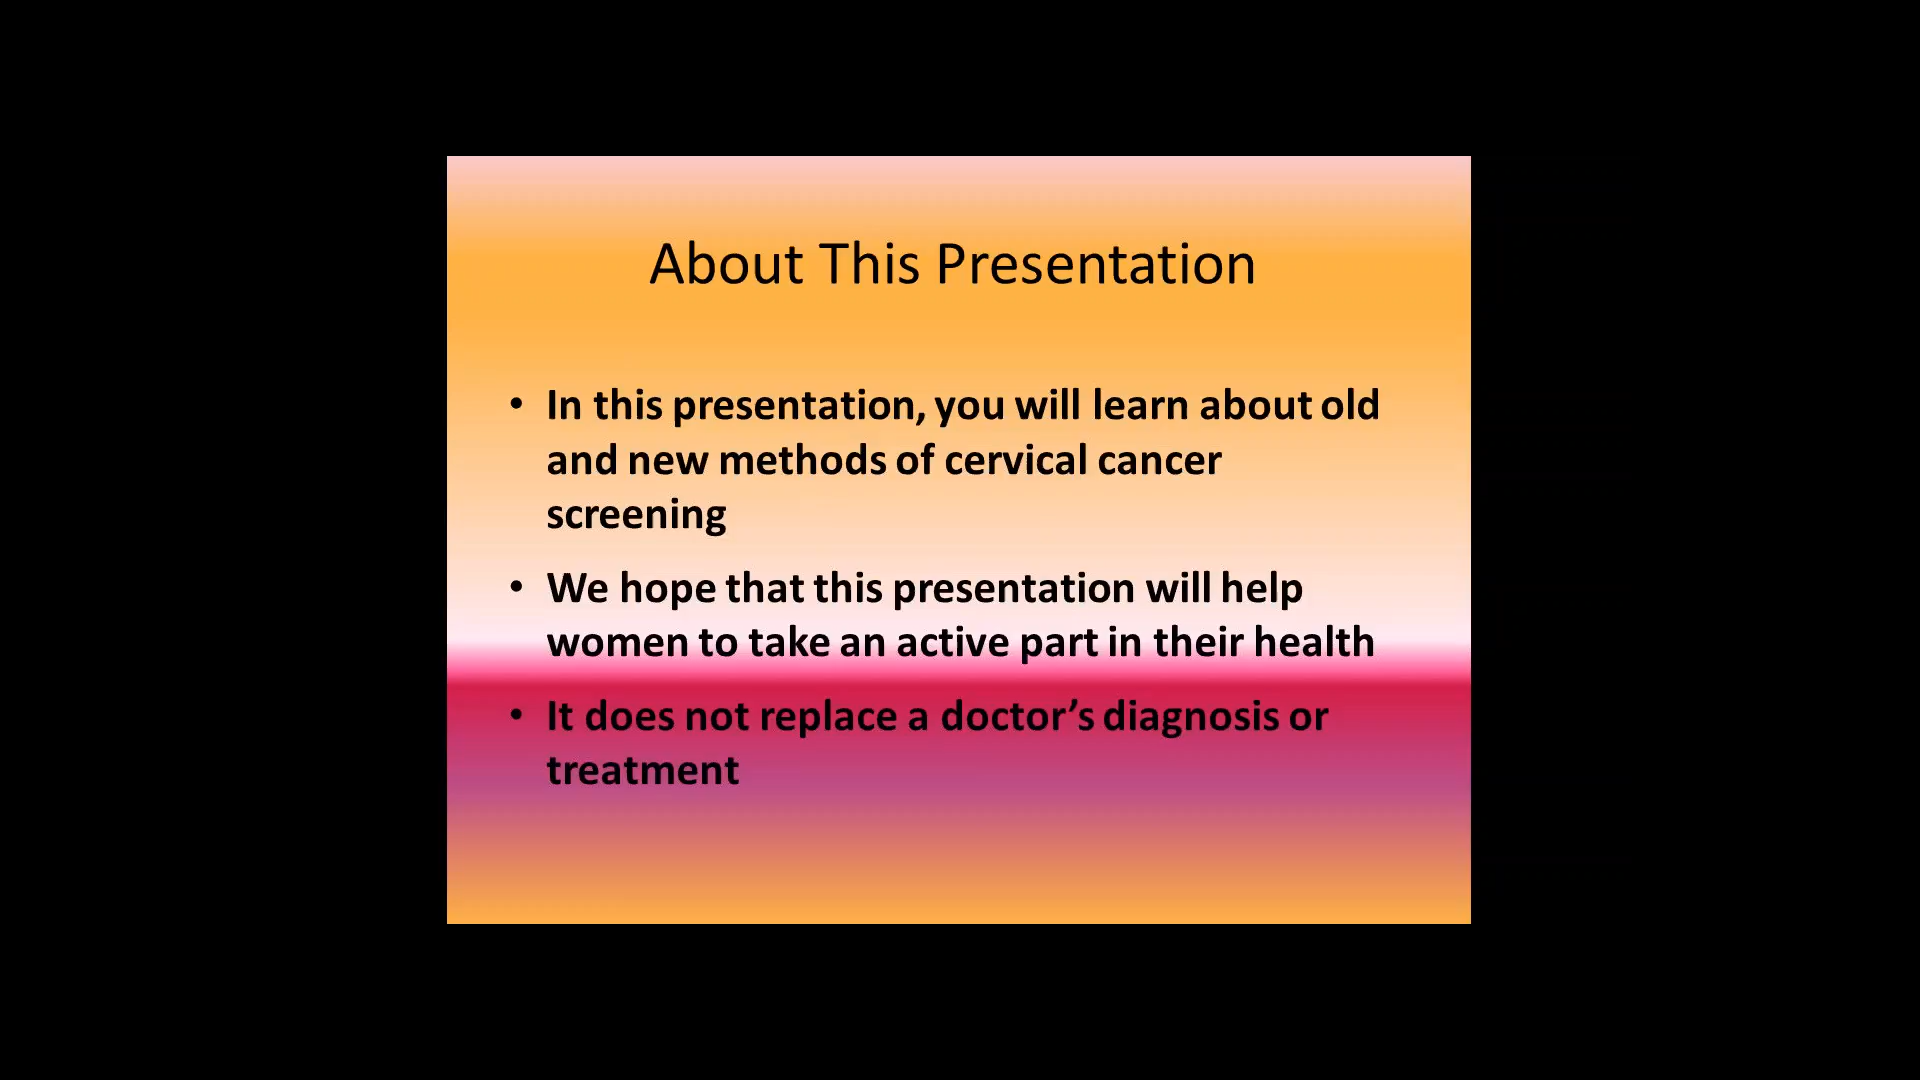 About This Presentation
• In this presentation, you will learn about old
and new methods of cervical cancer
screening
• We hope that this presentation will help
women to take an active part in their health
• It does not replace a doctor’s diagnosis or
treatment